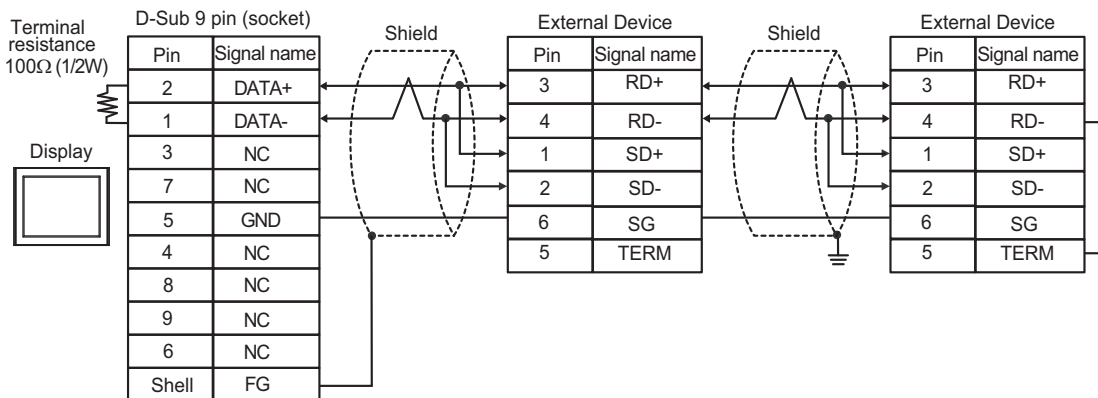 Terminal
resistance
100Ω (1/2W)
Display
D-Sub 9 pin (socket)
Pin Signal name
2 DATA+
1 DATA-
3 NC
7 NC
5 GND
4 NC
8 NC
9 NC
6 NC
Shell FG
Shield
External Device
Pin Signal name
3 RD+
4 RD-
1 SD+
2 SD-
6 SG
5 TERM
Shield
External Device
Pin Signal name
3 RD+
4 RD-
1 SD+
2 SD-
6 SG
5 TERM